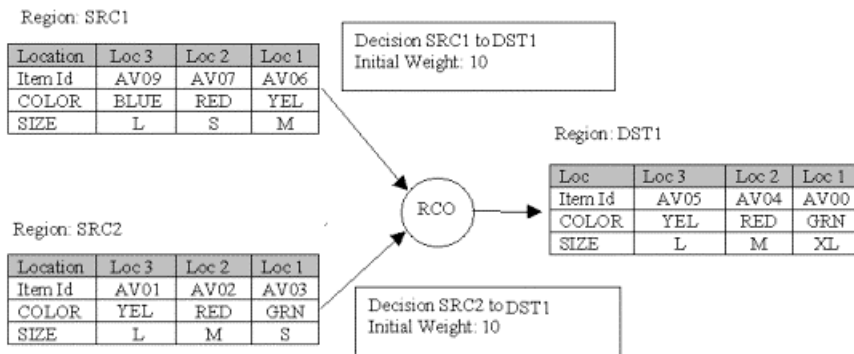 Region: SRC1
Location Loc 3 Loc 2 Loc 1
Item Id AV09 AV07 AV06
COLOR BLUE RED YEL
SIZE L S M
Decision SRC1 to DST1
Initial Weight: 10
Region: DST1
Loc Loc 3 Loc 2 Loc 1
Item Id AV05 AV04 AV00
COLOR YEL RED GRN
SIZE L M XL
RCO
Region: SRC2
Location Loc 3 Loc 2 Loc 1
Item Id AV01 AV02 AV03
COLOR YEL RED GRN
SIZE L M S
Decision SRC2 to DST1
Initial Weight: 10